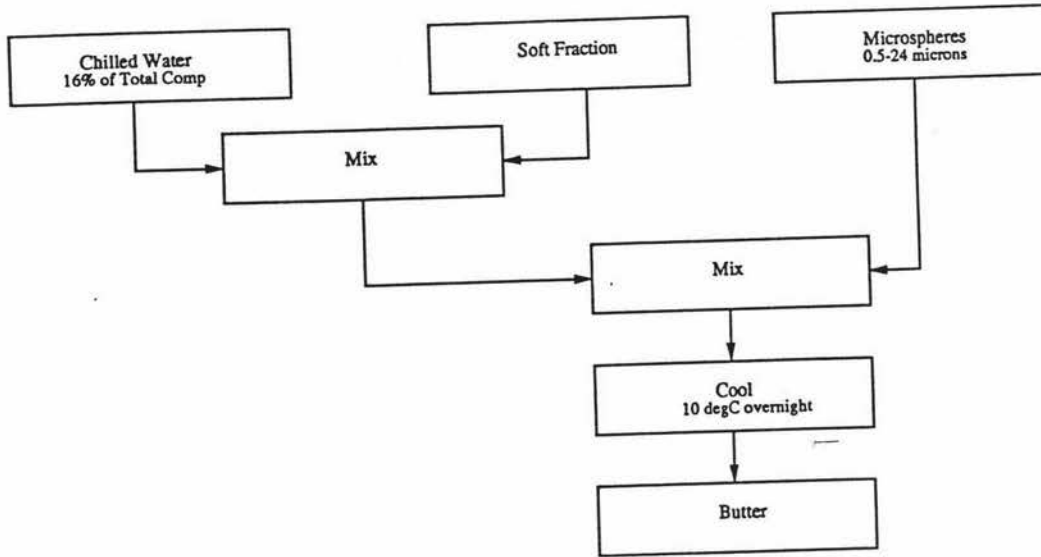 Chilled Water
16% of Total Comp
Soft Fraction
Microspheres
0.5-24 microns
Mix
Mix
Cool
10 degC overnight
Butter